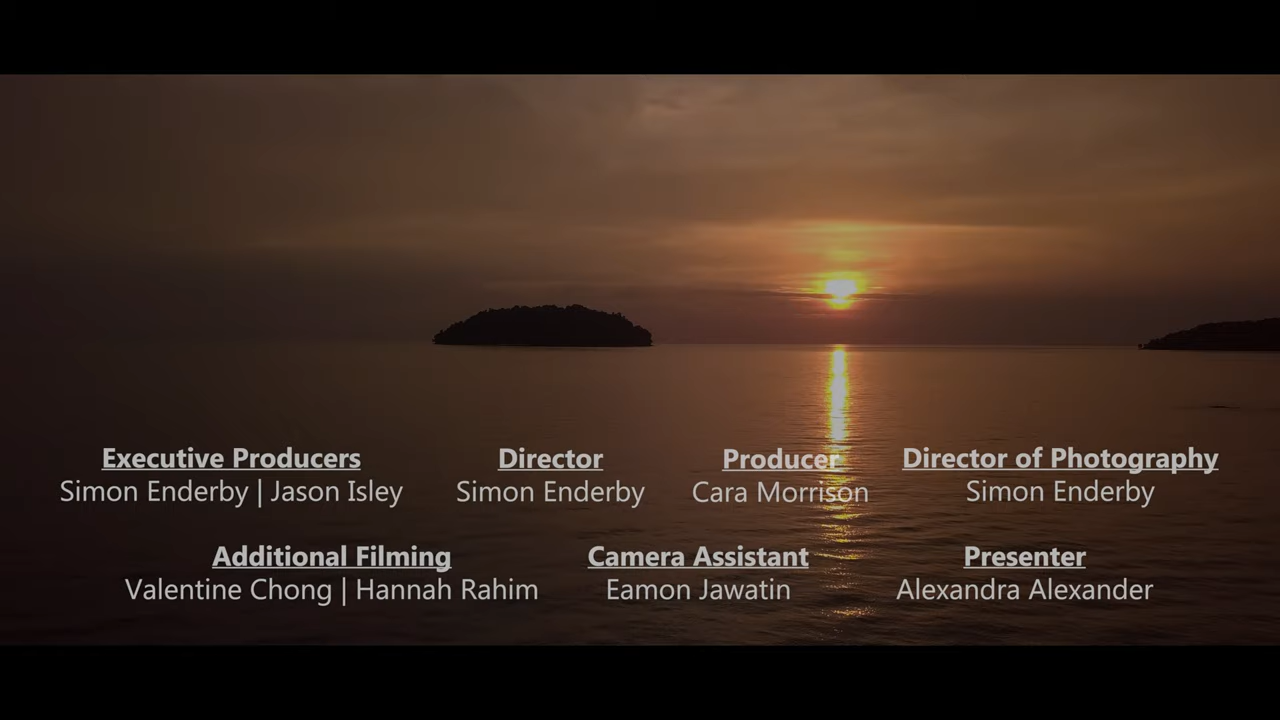 Executive Producers
Simon Enderby | Jason Isley
Director
Simon Enderby
Producer
Cara Morrison
Director of Photography
Simon Enderby
Additional Filming
Valentine Chong | Hannah Rahim
Camera Assistant
Eamon Jawatin
Presenter
Alexandra Alexander